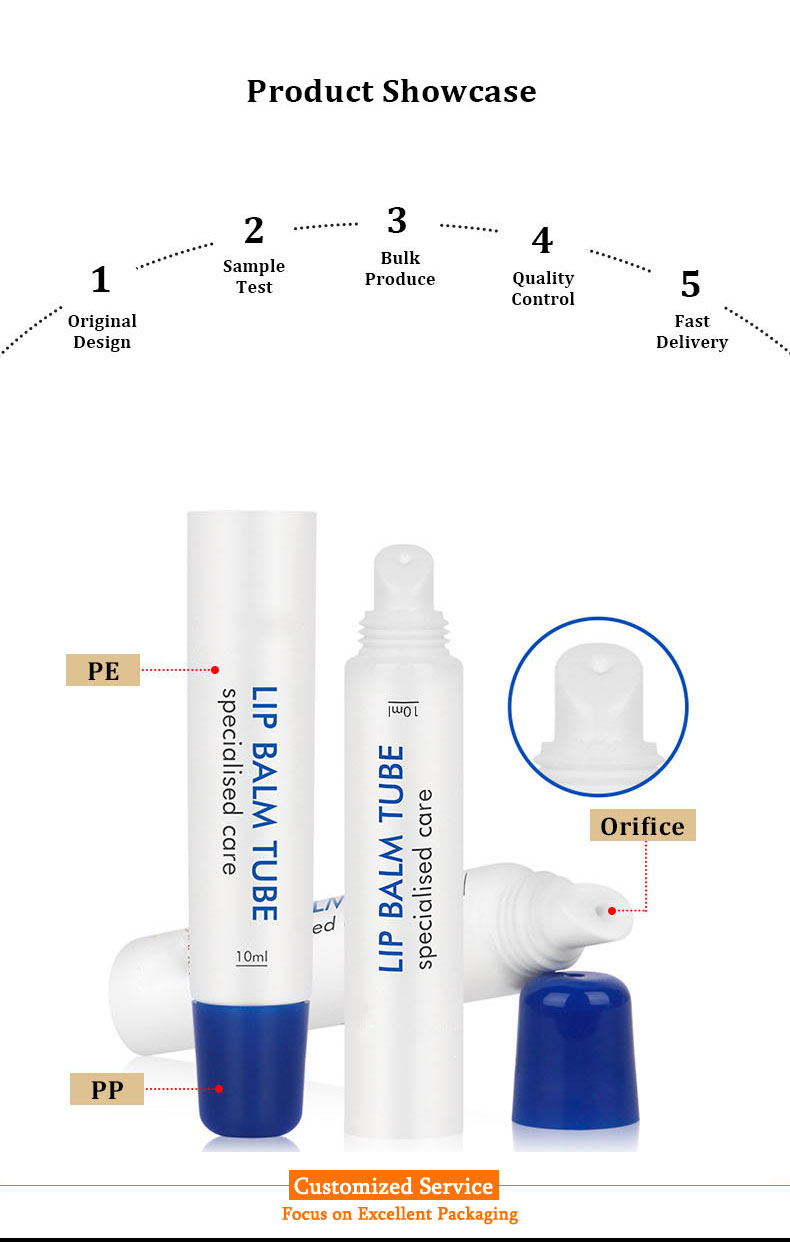 Product Showcase
1
Original
Design
2
Sample
Test
3
Bulk
Produce
4
Quality
Control
5
Fast
Delivery
PE
LIP BALM TUBE
specialised care
10ml
PP
10ml
LIP BALM TUBE
specialised care
ed
Orifice
Customized Service
Focus on Excellent Packaging